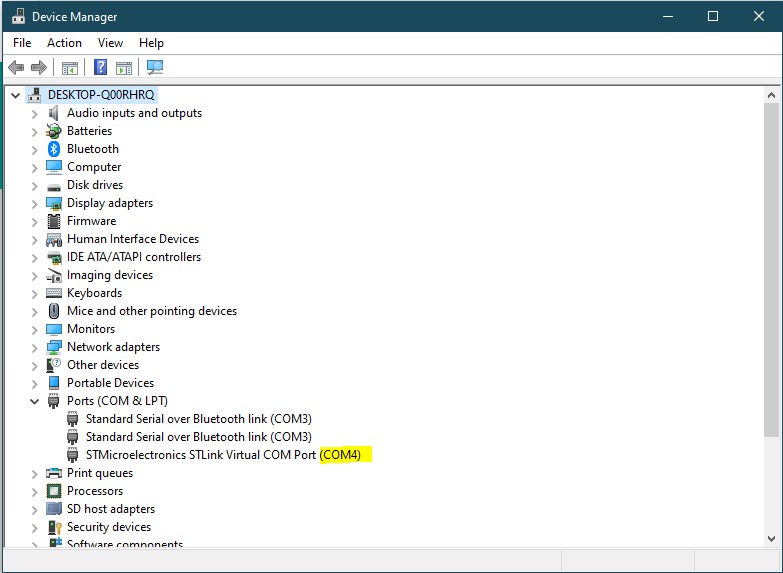 Device Manager
File Action View Help
DESKTOP-Q00RHRQ
Audio inputs and outputs
Batteries
Bluetooth
Computer
Disk drives
Display adapters
Firmware
Human Interface Devices
IDE ATA/ATAPI controllers
Imaging devices
Keyboards
Mice and other pointing devices
Monitors
Network adapters
Other devices
Portable Devices
Ports (COM & LPT)
Standard Serial over Bluetooth link (COM3)
Standard Serial over Bluetooth link (COM3)
STMicroelectronics STLink Virtual COM Port (COM4)
Print queues
Processors
SD host adapters
Security devices
Software components